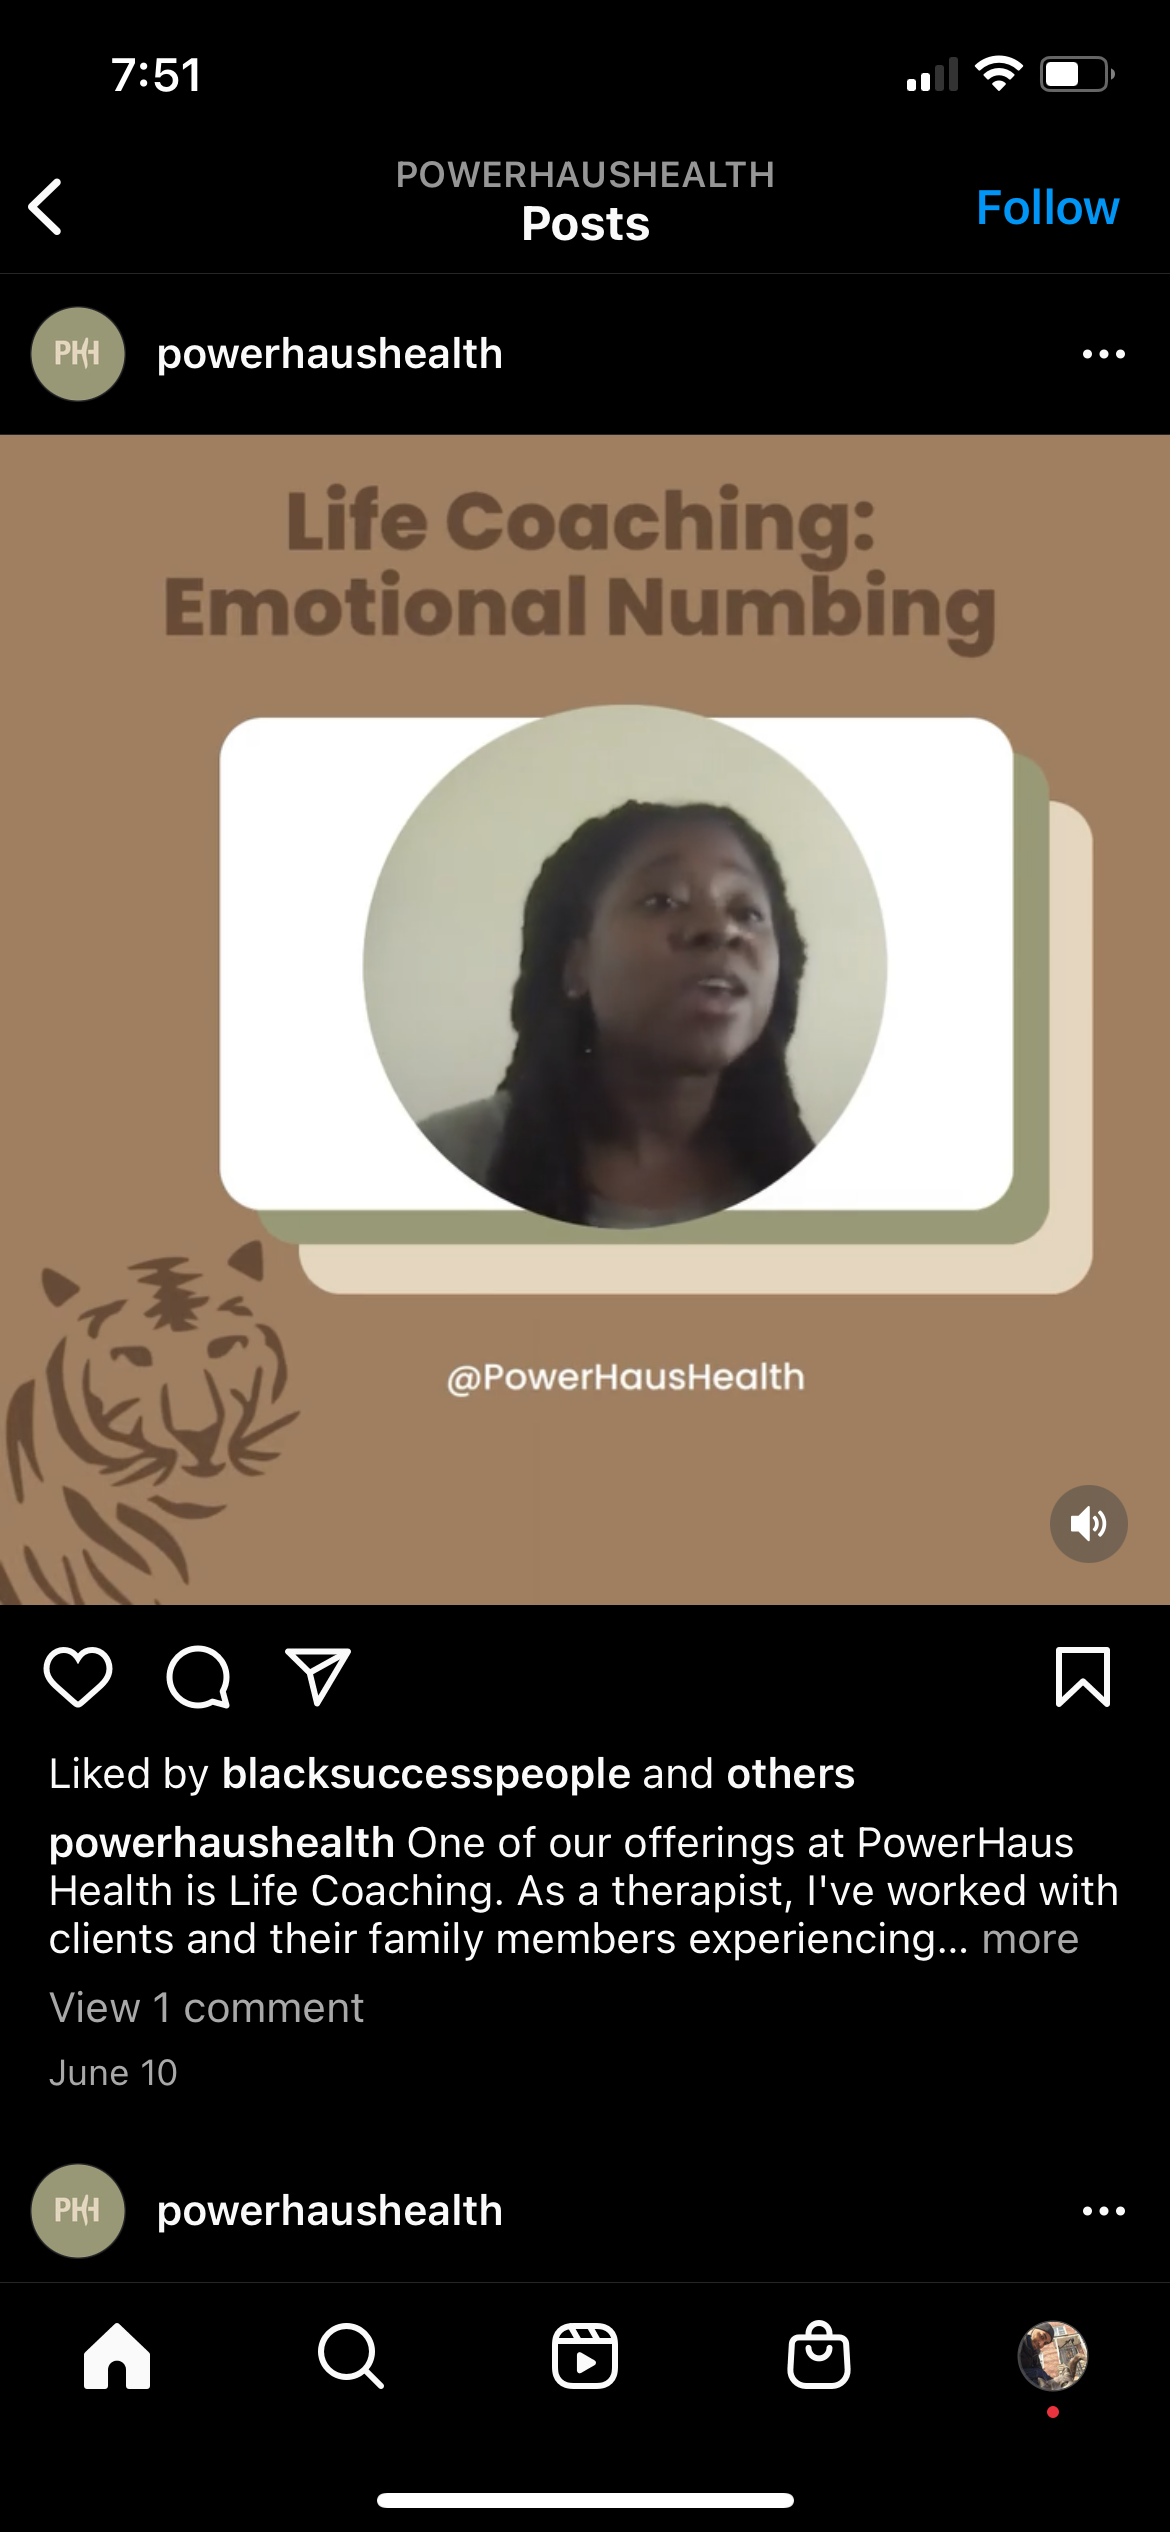 7:51
POWERHAUSHEALTH
Posts
Follow
PHH
powerhaushealth
Life Coaching:
Emotional Numbing
@PowerHausHealth
Liked by blacksuccesspeople and others
powerhaushealth One of our offerings at PowerHaus
Health is Life Coaching. As a therapist, I've worked with
clients and their family members experiencing... more
View 1 comment
June 10
PHH
powerhaushealth